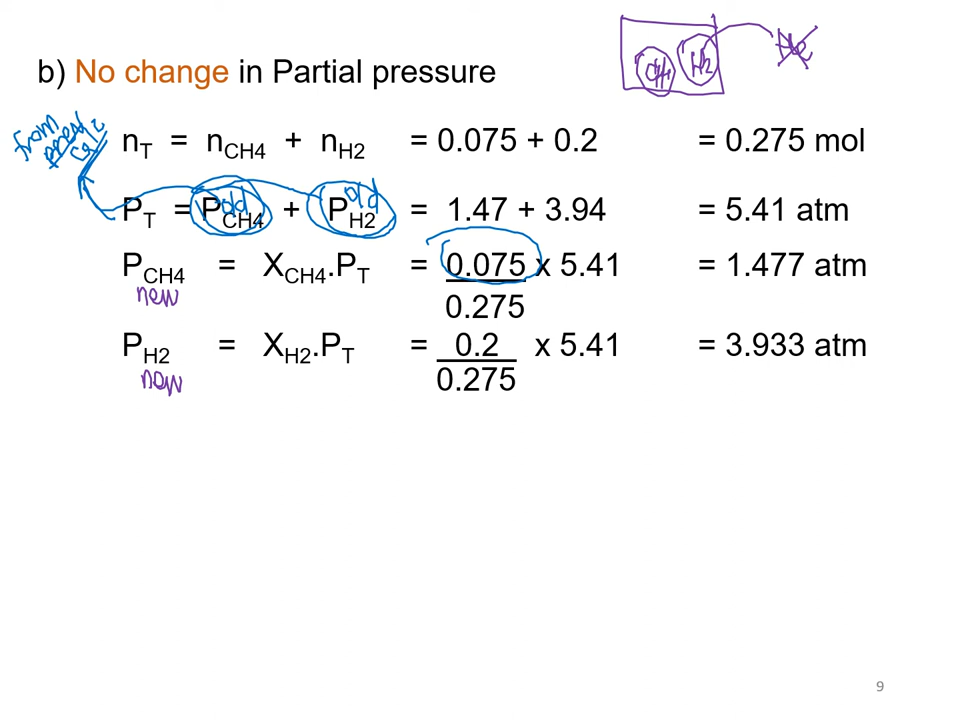 CH4 H2
b) No change in Partial pressure
from
nT = nCH4 + nH2 = 0.075 + 0.2 = 0.275 mol
old old
PT = PCH4 + PH2 = 1.47 + 3.94 = 5.41 atm
PCH4 = XCH4.PT = 0.075 x 5.41 = 1.477 atm
new
0.275
PH2 = XH2.PT = 0.2 x 5.41 = 3.933 atm
new
0.275
9